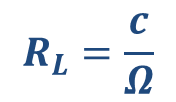 R_L = c/Ω